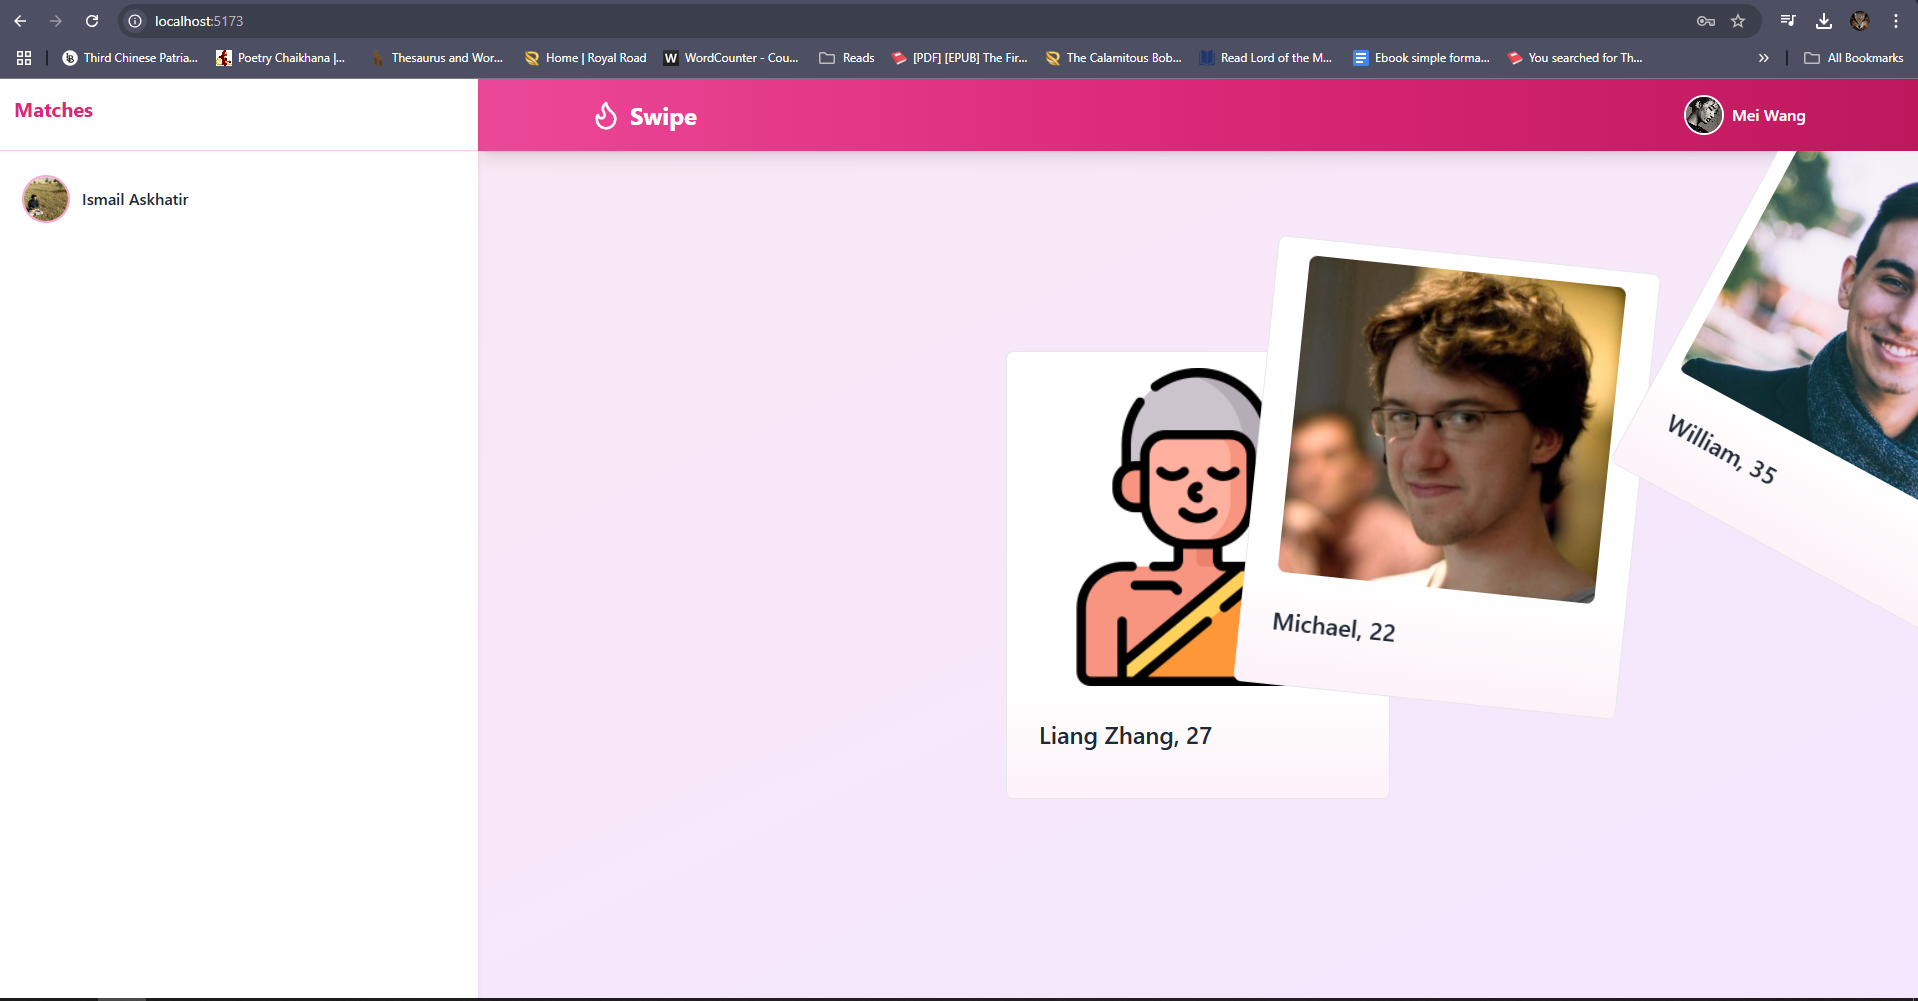 localhost:5173
Third Chinese Patria...
Poetry Chaikhana |...
Thesaurus and Wor...
Home | Royal Road
WordCounter - Cou...
Reads
[PDF] [EPUB] The Fir...
The Calamitous Bob...
Read Lord of the M...
Ebook simple forma...
You searched for Th...
»
All Bookmarks
Matches
Swipe
Mei Wang
Ismail Askhatir
William, 35
Michael, 22
Liang Zhang, 27